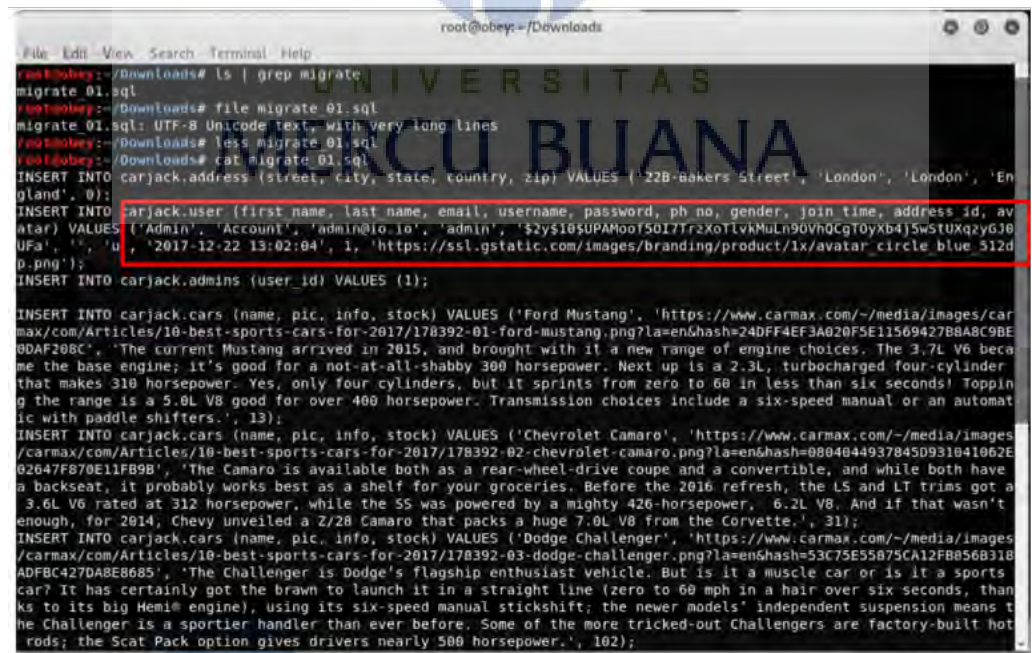 root@obey: ~/Downloads
File Edit View Search Terminal Help
root@obey:~/Downloads# ls | grep migrate
migrate_01.sql
root@obey:~/Downloads# file migrate_01.sql
migrate_01.sql: UTF-8 Unicode text, with very long lines
root@obey:~/Downloads# less migrate_01.sql
root@obey:~/Downloads# cat migrate_01.sql
INSERT INTO carjack.address (street, city, state, country, zip) VALUES ('22B-Bakers Street', 'London', 'London', 'En
gland', 0);
INSERT INTO carjack.user (first_name, last_name, email, username, password, ph_no, gender, join_time, address_id, av
atar) VALUES ('Admin', 'Account', 'admin@io.io', 'admin',
UFa', '', 'u', '2017-12-22 13:02:04', 1, 'https://ssl.gstatic.com/images/branding/product/1x/avatar_circle_blue_512d
p.png');
INSERT INTO carjack.admins (user_id) VALUES (1);
INSERT INTO carjack.cars (name, pic, info, stock) VALUES ('Ford Mustang', 'https://www.carmax.com/~/media/images/car
max/com/Articles/10-best-sports-cars-for-2017/178392-01-ford-mustang.png?la=en&hash=24DFF4EF3A020F5E11569427B8A8C9BE
0DAF208C', 'The current Mustang arrived in 2015, and brought with it a new range of engine choices. The 3.7L V6 beca
me the base engine; it's good for a not-at-all-shabby 300 horsepower. Next up is a 2.3L, turbocharged four-cylinder
that makes 310 horsepower. Yes, only four cylinders, but it sprints from zero to 60 in less than six seconds! Toppin
g the range is a 5.0L V8 good for over 400 horsepower. Transmission choices include a six-speed manual or an automat
ic with paddle shifters.', 13);
INSERT INTO carjack.cars (name, pic, info, stock) VALUES ('Chevrolet Camaro', 'https://www.carmax.com/~/media/images
/carmax/com/Articles/10-best-sports-cars-for-2017/178392-02-chevrolet-camaro.png?la=en&hash=0804044937845D931041062E
02647F870E11FB9B', 'The Camaro is available both as a rear-wheel-drive coupe and a convertible, and while both have
a backseat, it probably works best as a shelf for your groceries. Before the 2016 refresh, the LS and LT trims got a
3.6L V6 rated at 312 horsepower, while the SS was powered by a mighty 426-horsepower, 6.2L V8. And if that wasn't
enough, for 2014, Chevy unveiled a Z/28 Camaro that packs a huge 7.0L V8 from the Corvette.', 31);
INSERT INTO carjack.cars (name, pic, info, stock) VALUES ('Dodge Challenger', 'https://www.carmax.com/~/media/images
/carmax/com/Articles/10-best-sports-cars-for-2017/178392-03-dodge-challenger.png?la=en&hash=53C75E55875CA12FB856B318
ADFBC427DA8E8685', 'The Challenger is Dodge's flagship enthusiast vehicle. But is it a muscle car or is it a sports
car? It has certainly got the brawn to launch it in a straight line (zero to 60 mph in a hair over six seconds, than
ks to its big Hemi® engine), using its six-speed manual stickshift; the newer models' independent suspension means t
he Challenger is a sportier handler than ever before. Some of the more tricked-out Challengers are factory-built hot
rods; the Scat Pack option gives drivers nearly 500 horsepower.', 102);
UNIVERSITAS
MERCU BUANA